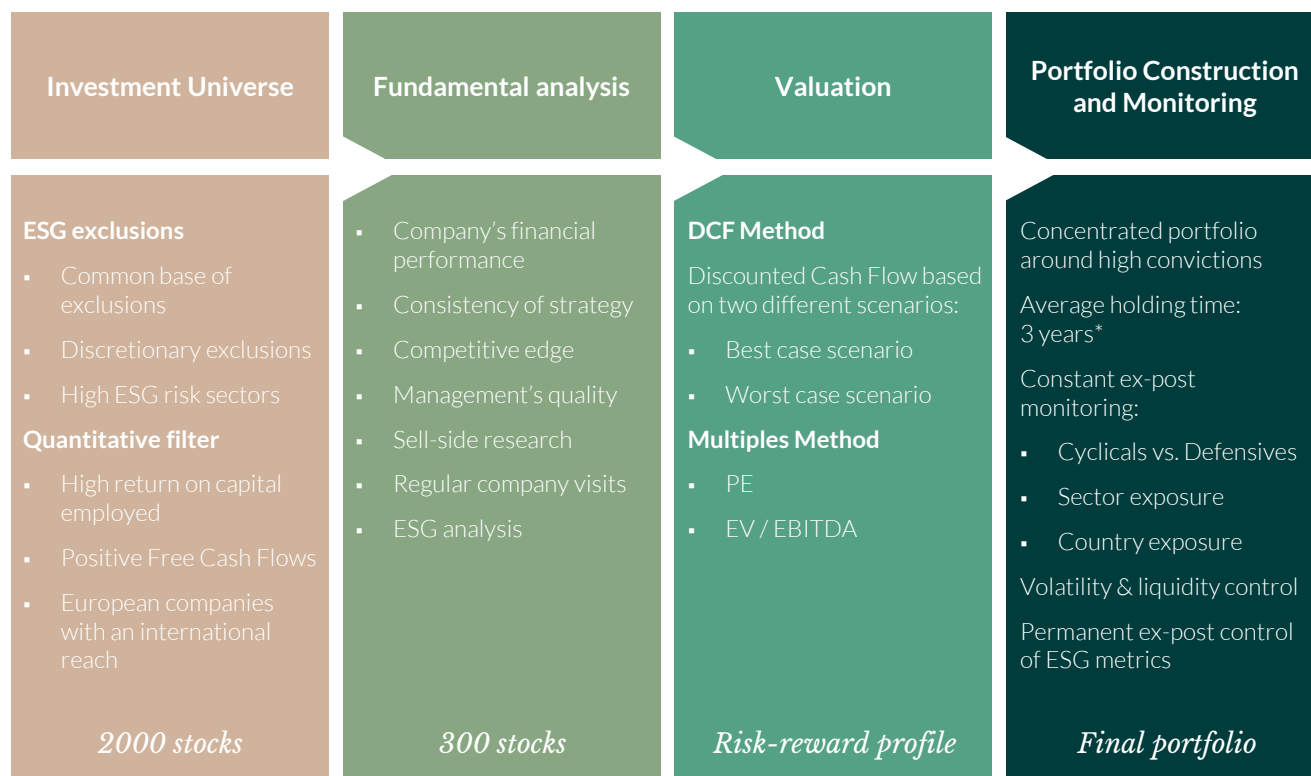 Investment Universe
ESG exclusions
▪ Common base of
exclusions
▪ Discretionary exclusions
▪ High ESG risk sectors
Quantitative filter
▪ High return on capital
employed
▪ Positive Free Cash Flows
▪ European companies
with an international
reach
2000 stocks
Fundamental analysis
▪ Company’s financial
performance
▪ Consistency of strategy
▪ Competitive edge
▪ Management’s quality
▪ Sell-side research
▪ Regular company visits
▪ ESG analysis
300 stocks
Valuation
DCF Method
Discounted Cash Flow based
on two different scenarios:
▪ Best case scenario
▪ Worst case scenario
Multiples Method
▪ PE
▪ EV / EBITDA
Risk-reward profile
Portfolio Construction
and Monitoring
Concentrated portfolio
around high convictions
Average holding time:
3 years*
Constant ex-post
monitoring:
▪ Cyclicals vs. Defensives
▪ Sector exposure
▪ Country exposure
Volatility & liquidity control
Permanent ex-post control
of ESG metrics
Final portfolio